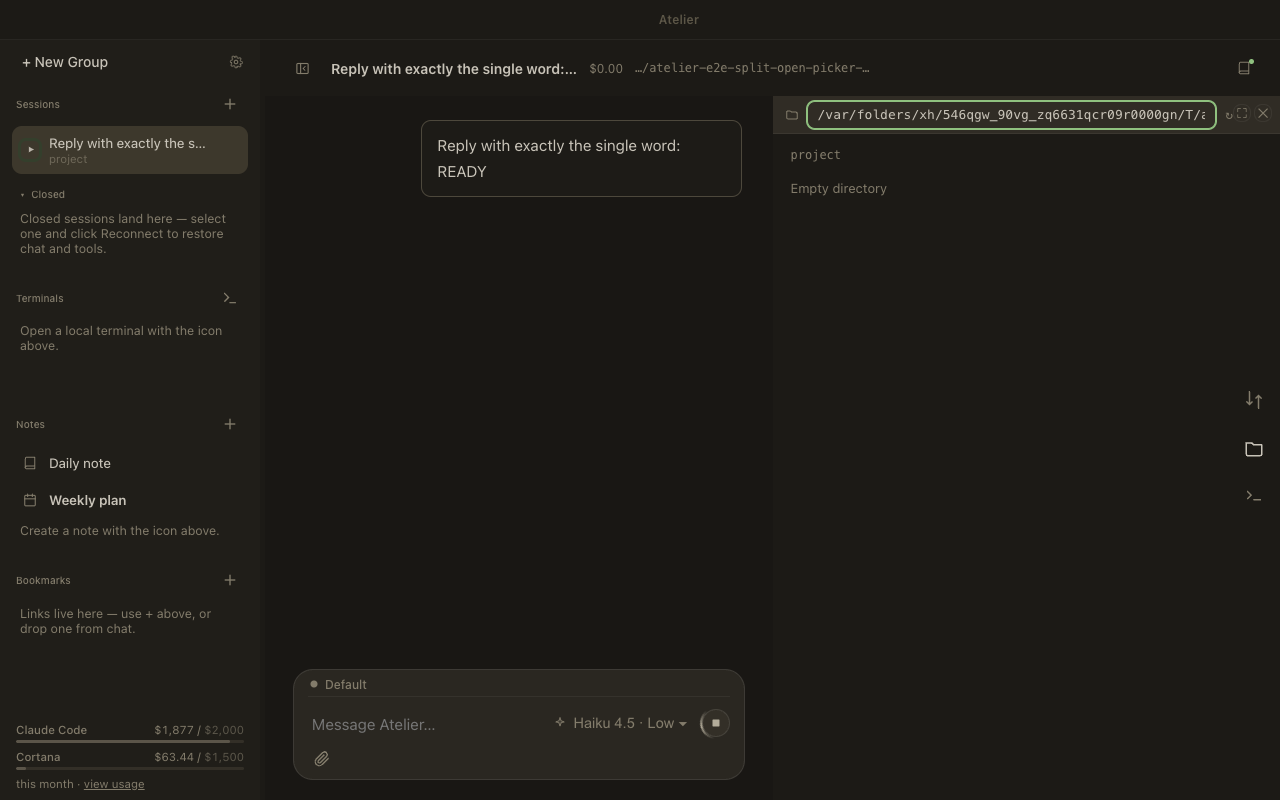 Atelier
+ New Group
Sessions
Reply with exactly the s...
project
Closed
Closed sessions land here — select
one and click Reconnect to restore
chat and tools.
Terminals
Open a local terminal with the icon
above.
Notes
Daily note
Weekly plan
Create a note with the icon above.
Bookmarks
Links live here — use + above, or
drop one from chat.
Claude Code $1,877 / $2,000
Cortana $63.44 / $1,500
this month · view usage
Reply with exactly the single word:... $0.00 …/atelier-e2e-split-open-picker-…
Reply with exactly the single word:
READY
Default
Message Atelier...
Haiku 4.5 · Low
/var/folders/xh/546qgw_90vg_zq6631qcr09r0000gn/T/a
project
Empty directory